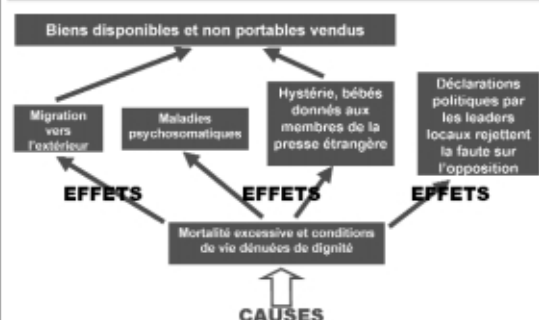 Biens disponibles et non portables vendus
Migration
vers
l'extérieur
Maladies
psychosomatiques
Hystérie, bébés
donnés aux
membres de la
presse étrangère
Déclarations
politiques par
les leaders
locaux rejettent
la faute sur
l'opposition
EFFETS
EFFETS
EFFETS
Mortalité excessive et conditions
de vie dénuées de dignité
CAUSES